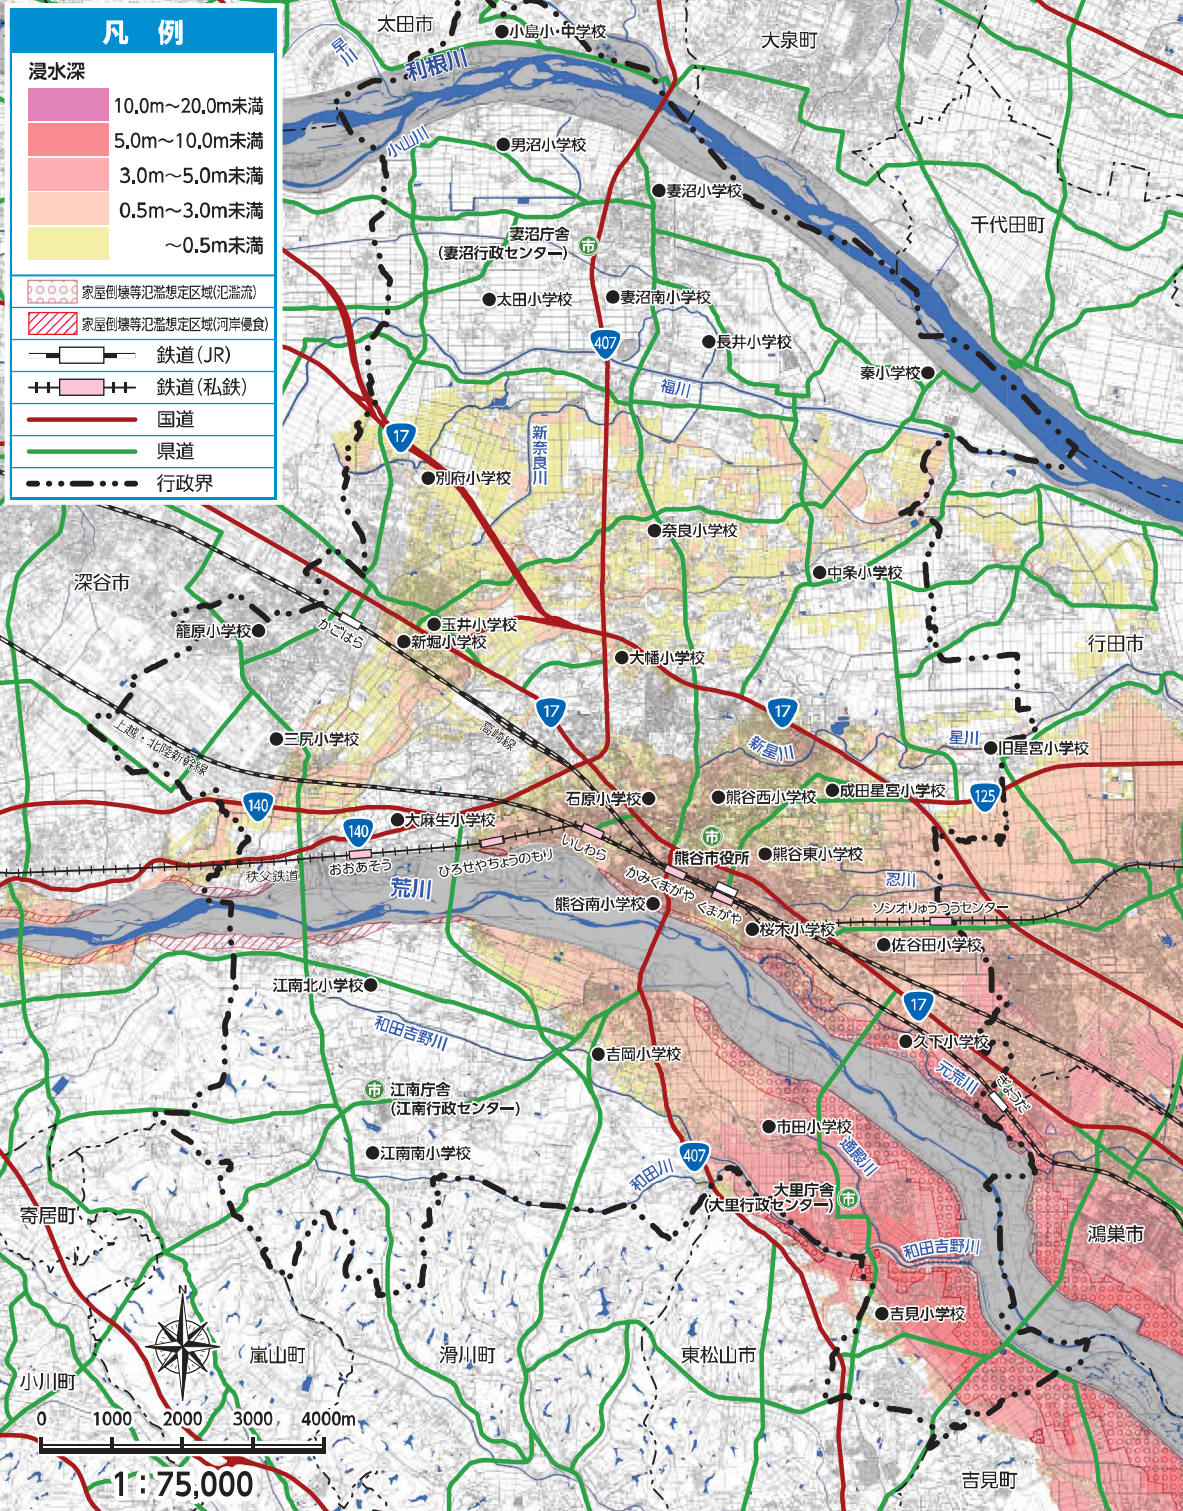 凡 例
浸水深
10.0m～20.0m未満
5.0m～10.0m未満
3.0m～5.0m未満
0.5m～3.0m未満
～0.5m未満
家屋倒壊等氾濫想定区域(氾濫流)
家屋倒壊等氾濫想定区域(河岸侵食)
鉄道(JR)
鉄道(私鉄)
国道
県道
行政界
太田市
小島小・中学校
大泉町
早川
利根川
小山川
男沼小学校
妻沼小学校
千代田町
妻沼庁舎
(妻沼行政センター)
市
太田小学校
妻沼南小学校
407
長井小学校
秦小学校
福川
17
新奈良川
別府小学校
奈良小学校
中条小学校
深谷市
籠原小学校
かごはら
玉井小学校
新堀小学校
大幡小学校
行田市
17
17
上越・北陸新幹線
三尻小学校
高崎線
新星川
星川
旧星宮小学校
140
石原小学校
熊谷西小学校
成田星宮小学校
125
140
大麻生小学校
いしわら
市
熊谷市役所
熊谷東小学校
秩父鉄道
おおあそう
ひろせやちょうのもり
かみくまがや
くまがや
忍川
荒川
熊谷南小学校
ソシオりゅうつうセンター
桜木小学校
佐谷田小学校
江南北小学校
17
和田吉野川
久下小学校
吉岡小学校
元荒川
ぎょうだ
市
江南庁舎
(江南行政センター)
市田小学校
通殿川
江南南小学校
407
和田川
大里庁舎
(大里行政センター)
市
寄居町
鴻巣市
和田吉野川
吉見小学校
N
嵐山町
滑川町
東松山市
小川町
0 1000 2000 3000 4000m
1：75,000
吉見町